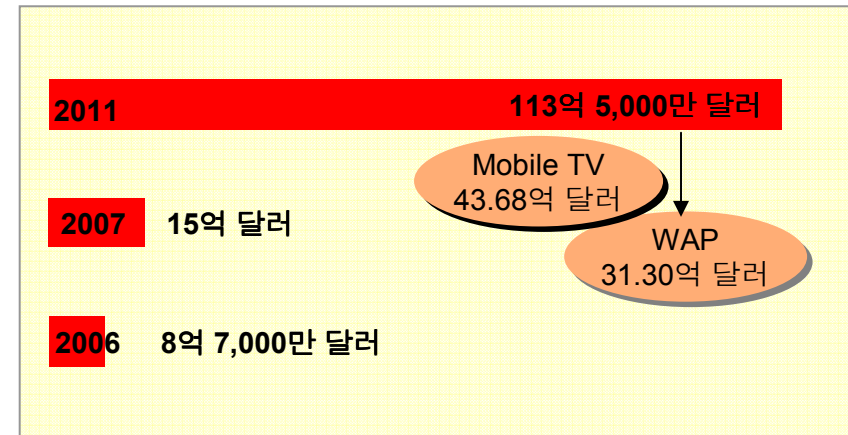 2011 113억 5,000만 달러
Mobile TV
43.68억 달러
2007 15억 달러
WAP
31.30억 달러
2006 8억 7,000만 달러